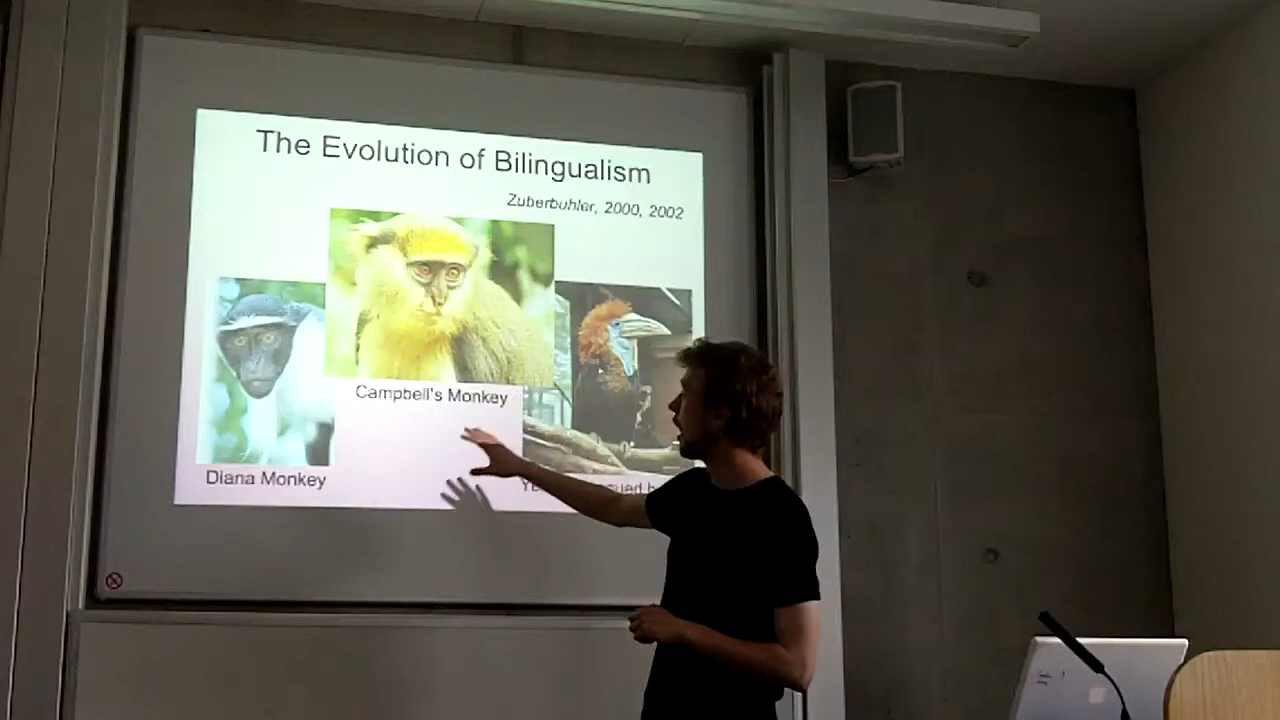 The Evolution of Bilingualism
Zuberbuhler, 2000, 2002
Campbell's Monkey
Diana Monkey